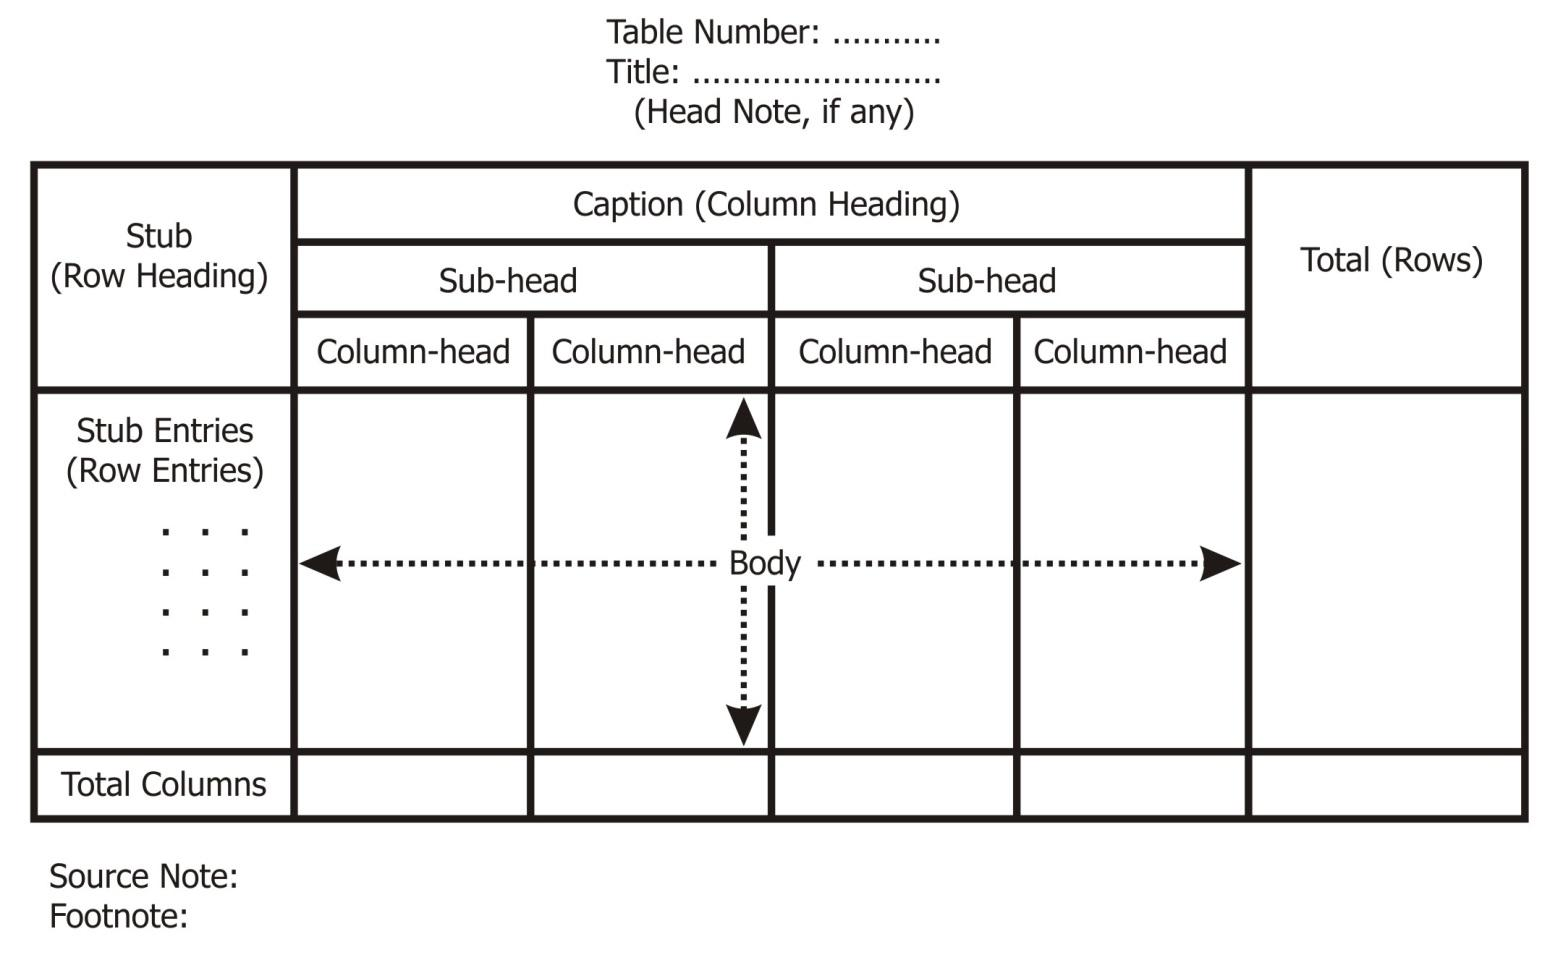 Table Number: ...........
Title: .........................
(Head Note, if any)
Stub
(Row Heading)
Caption (Column Heading)
Total (Rows)
Sub-head
Sub-head
Column-head
Column-head
Column-head
Column-head
Stub Entries
(Row Entries)
. . .
. . .
. . .
. . .
Body
Total Columns
Source Note:
Footnote: